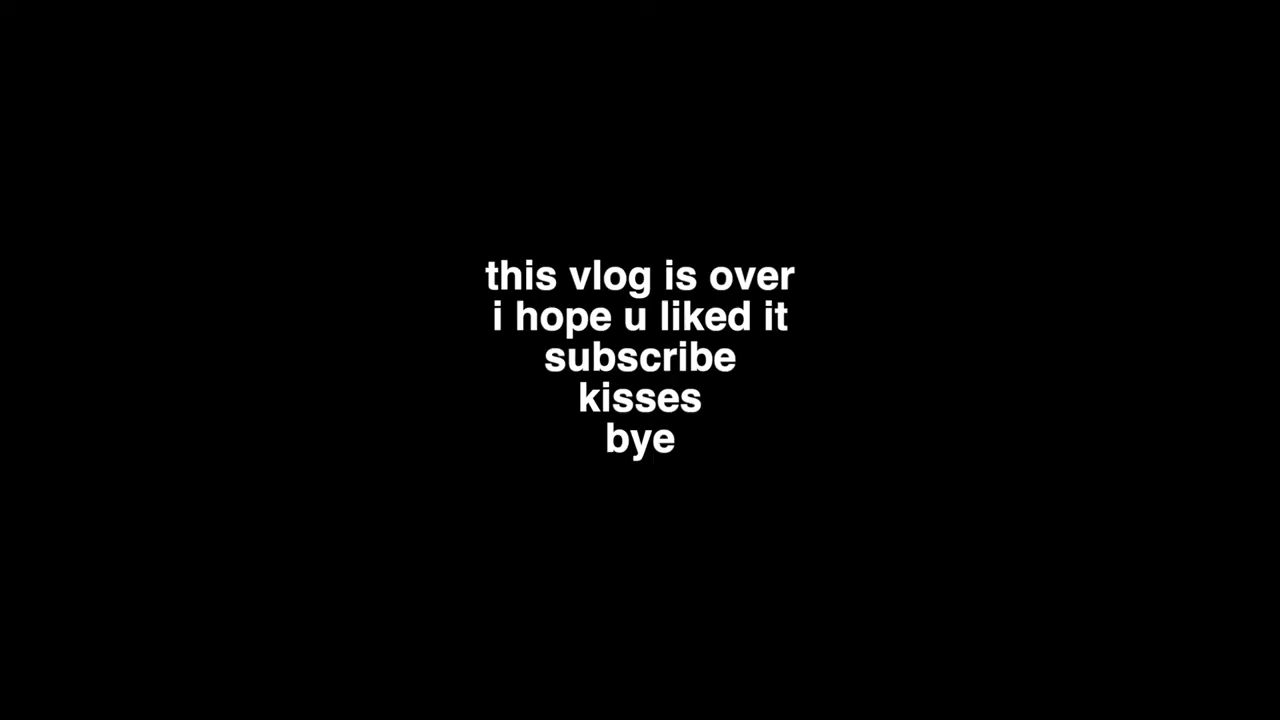 this vlog is over
i hope u liked it
subscribe
kisses
bye